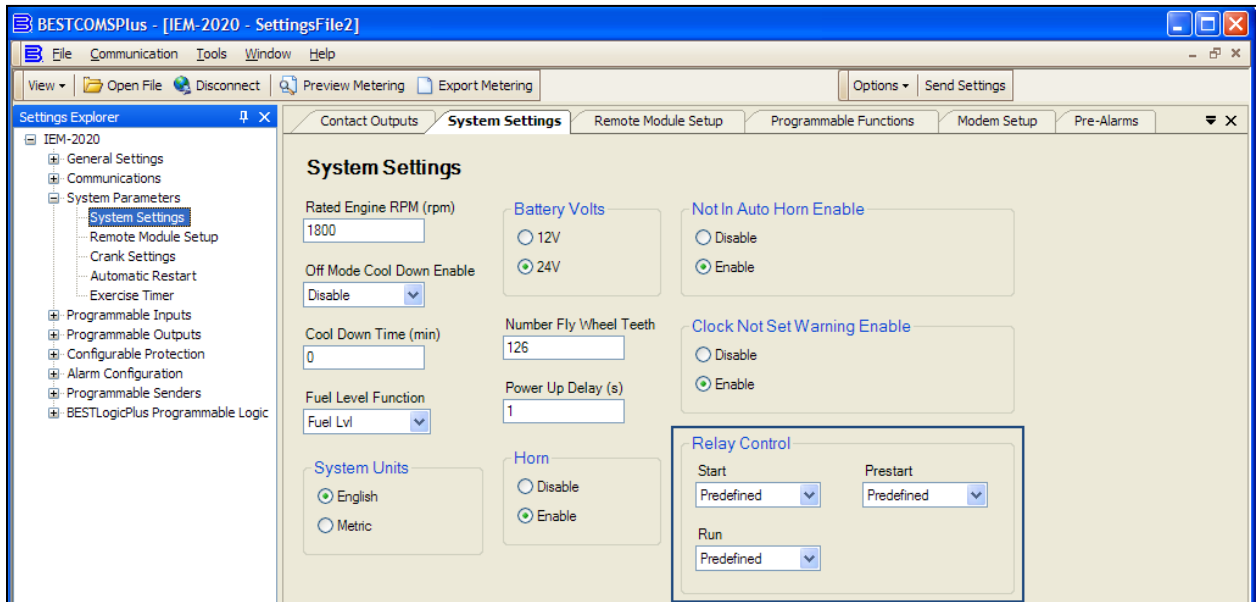 BESTCOMSPlus - [IEM-2020 - SettingsFile2]
File Communication Tools Window Help
View Open File Disconnect Preview Metering Export Metering Options Send Settings
Settings Explorer
IEM-2020
General Settings
Communications
System Parameters
System Settings
Remote Module Setup
Crank Settings
Automatic Restart
Exercise Timer
Programmable Inputs
Programmable Outputs
Configurable Protection
Alarm Configuration
Programmable Senders
BESTLogicPlus Programmable Logic
Contact Outputs System Settings Remote Module Setup Programmable Functions Modem Setup Pre-Alarms
System Settings
Rated Engine RPM (rpm)
1800
Off Mode Cool Down Enable
Disable
Cool Down Time (min)
0
Fuel Level Function
Fuel Lvl
System Units
English
Metric
Battery Volts
12V
24V
Number Fly Wheel Teeth
126
Power Up Delay (s)
1
Horn
Disable
Enable
Not In Auto Horn Enable
Disable
Enable
Clock Not Set Warning Enable
Disable
Enable
Relay Control
Start Prestart
Predefined Predefined
Run
Predefined